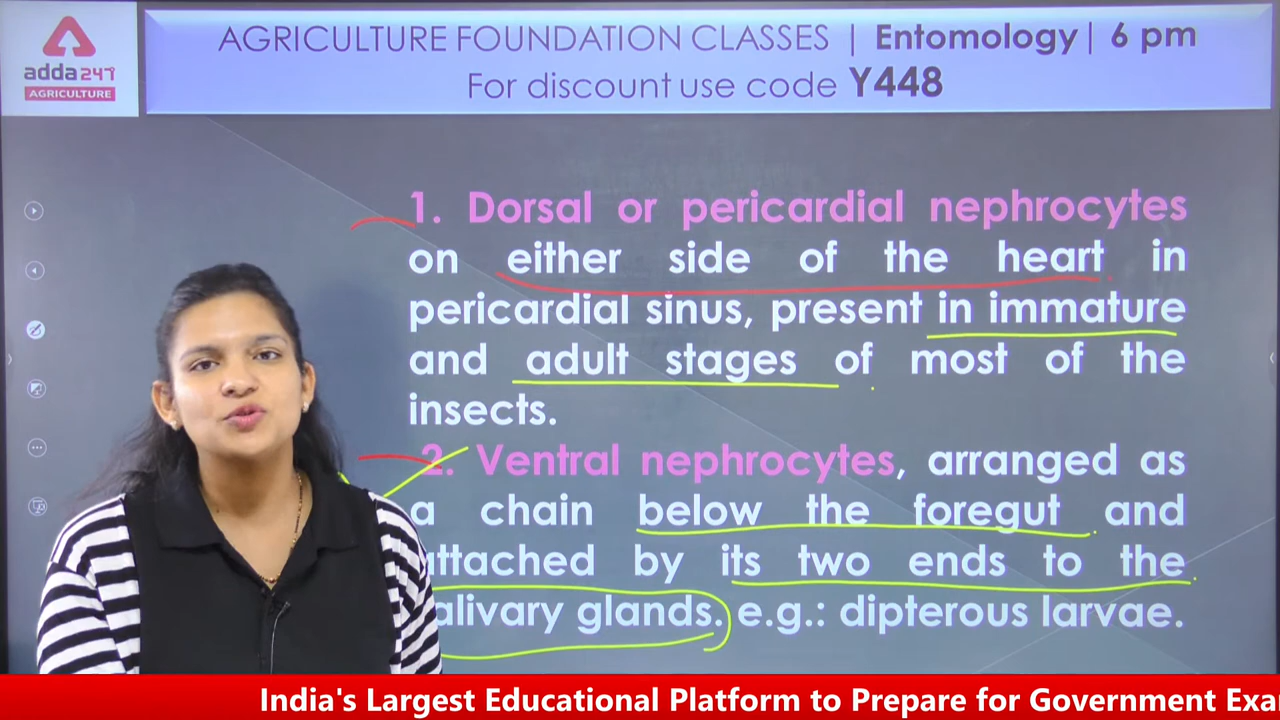 AGRICULTURE FOUNDATION CLASSES | Entomology| 6 pm
For discount use code Y448
adda247
AGRICULTURE
1. Dorsal or pericardial nephrocytes
on either side of the heart in
pericardial sinus, present in immature
and adult stages of most of the
insects.
2. Ventral nephrocytes, arranged as
a chain below the foregut and
attached by its two ends to the
alivary glands. e.g.: dipterous larvae.
India's Largest Educational Platform to Prepare for Government Exa